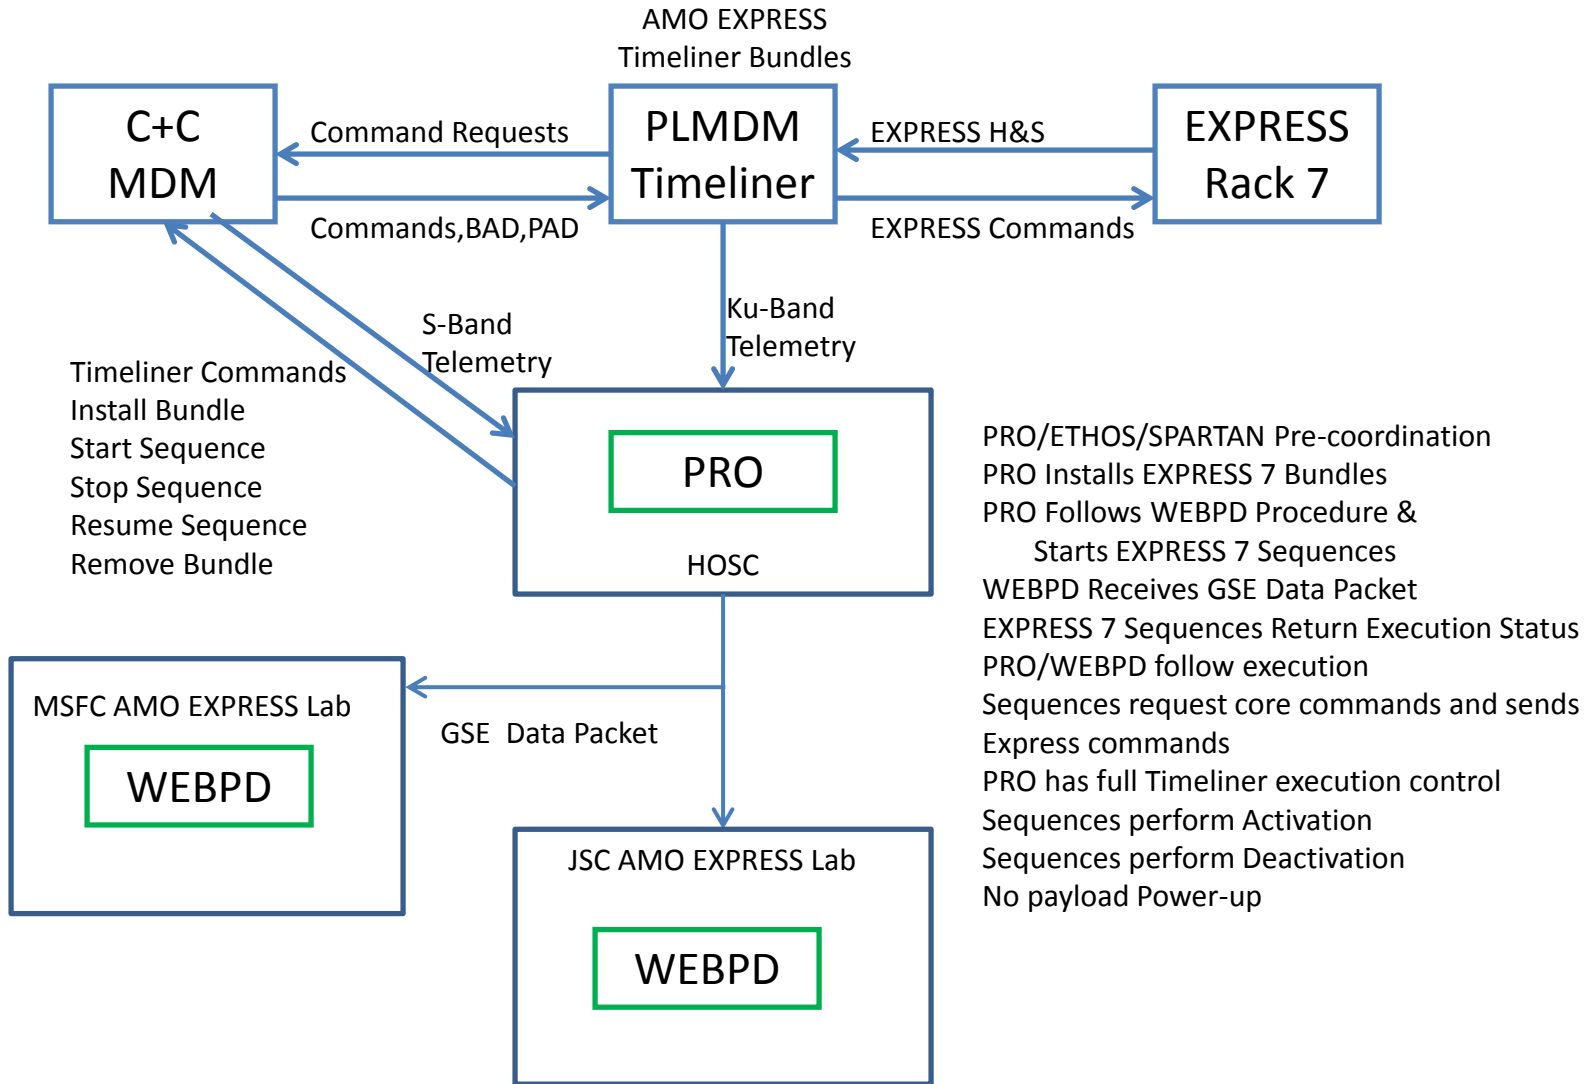 AMO EXPRESS
Timeliner Bundles
C+C
MDM
Command Requests
Commands,BAD,PAD
PLMDM
Timeliner
EXPRESS H&S
EXPRESS Commands
EXPRESS
Rack 7
S-Band
Telemetry
Ku-Band
Telemetry
Timeliner Commands
Install Bundle
Start Sequence
Stop Sequence
Resume Sequence
Remove Bundle
PRO
HOSC
PRO/ETHOS/SPARTAN Pre-coordination
PRO Installs EXPRESS 7 Bundles
PRO Follows WEBPD Procedure &
Starts EXPRESS 7 Sequences
WEBPD Receives GSE Data Packet
EXPRESS 7 Sequences Return Execution Status
PRO/WEBPD follow execution
Sequences request core commands and sends
Express commands
PRO has full Timeliner execution control
Sequences perform Activation
Sequences perform Deactivation
No payload Power-up
MSFC AMO EXPRESS Lab
WEBPD
GSE Data Packet
JSC AMO EXPRESS Lab
WEBPD